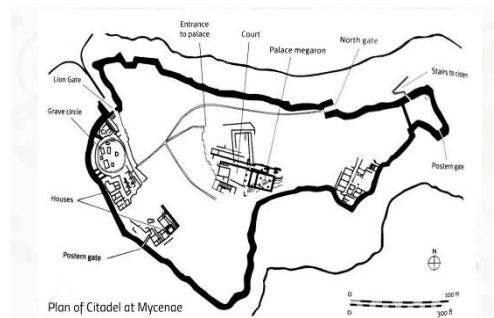 Entrance
to palace
Court
Palace megaron
North gate
Stairs to cistern
Lion Gate
Grave circle
Postern gate
Houses
Postern gate
N
Plan of Citadel at Mycenae
0 100 ft
0 300 ft